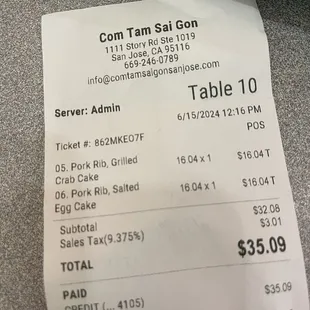 Com Tam Sai Gon
1111 Story Rd Ste 1019
San Jose, CA 95116
669-246-0789
info@comtamsaigonsanjose.com
Table 10
Server: Admin
6/15/2024 12:16 PM
POS
Ticket #: 862MKEO7F
05. Pork Rib, Grilled 16.04 x 1 $16.04 T
Crab Cake
06. Pork Rib, Salted 16.04 x 1 $16.04 T
Egg Cake
Subtotal $32.08
Sales Tax(9.375%) $3.01
TOTAL $35.09
PAID $35.09
CREDIT (... 4105)